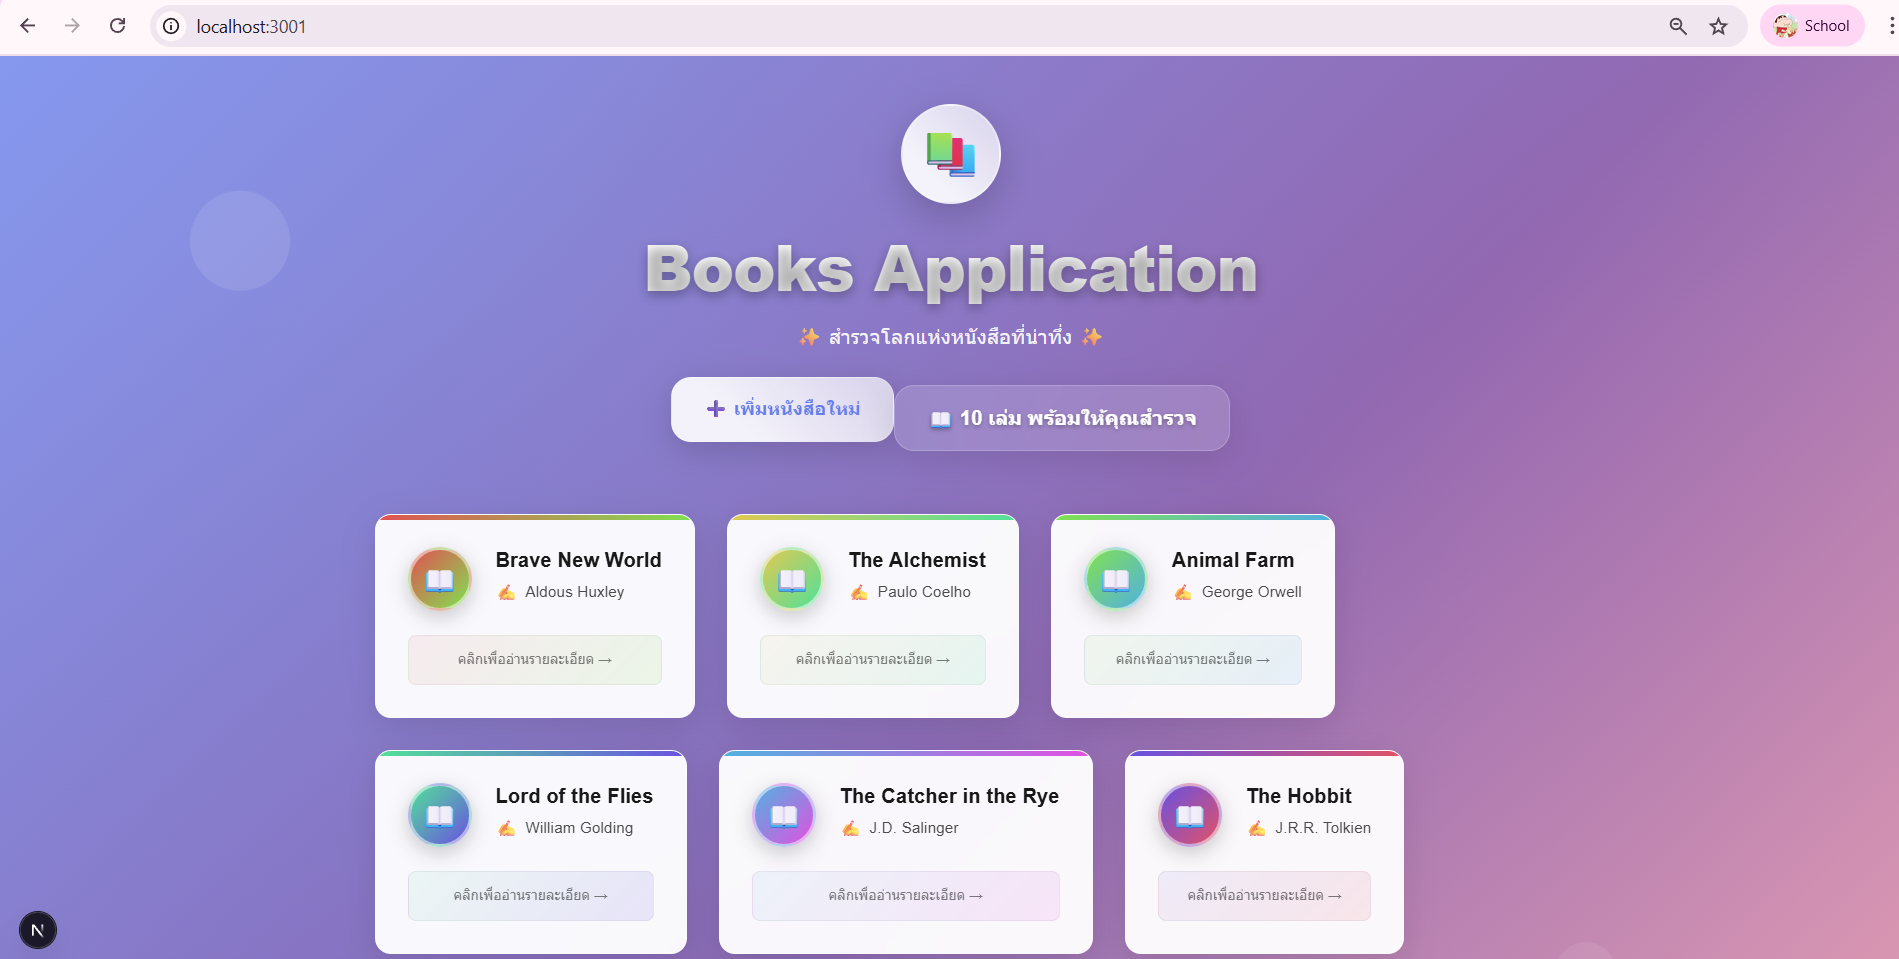 localhost:3001
School
Books Application
✨ สำรวจโลกแห่งหนังสือที่น่าทึ่ง ✨
➕ เพิ่มหนังสือใหม่
📖 10 เล่ม พร้อมให้คุณสำรวจ
Brave New World
✍️ Aldous Huxley
คลิกเพื่ออ่านรายละเอียด →
The Alchemist
✍️ Paulo Coelho
คลิกเพื่ออ่านรายละเอียด →
Animal Farm
✍️ George Orwell
คลิกเพื่ออ่านรายละเอียด →
Lord of the Flies
✍️ William Golding
คลิกเพื่ออ่านรายละเอียด →
The Catcher in the Rye
✍️ J.D. Salinger
คลิกเพื่ออ่านรายละเอียด →
The Hobbit
✍️ J.R.R. Tolkien
คลิกเพื่ออ่านรายละเอียด →
N